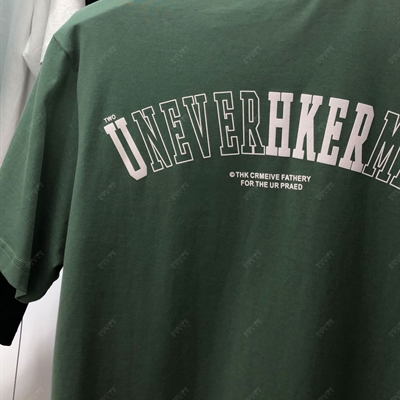 TWO
UNEVERHKERM
© THK CRMEIVE FATHERY
FOR THE UR PRAED